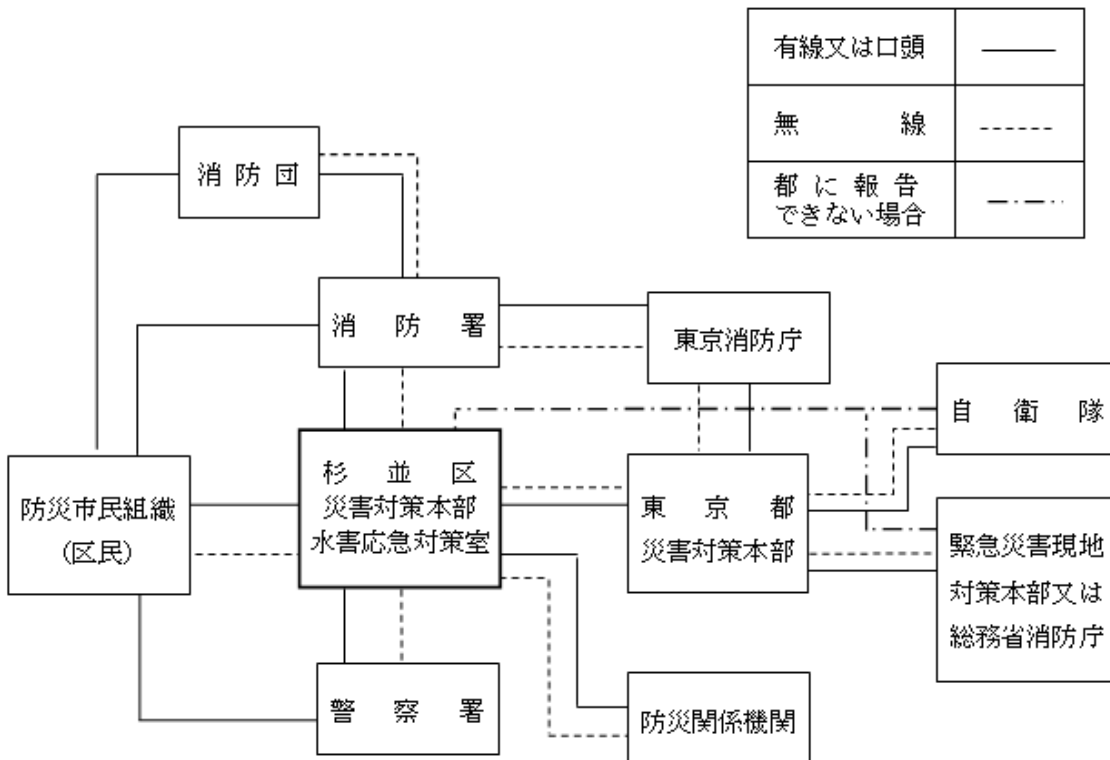 有線又は口頭
無線
都に報告
できない場合
消防団
消防署
東京消防庁
自衛隊
杉並区
災害対策本部
水害応急対策室
防災市民組織
(区民)
東京都
災害対策本部
緊急災害現地
対策本部又は
総務省消防庁
警察署
防災関係機関